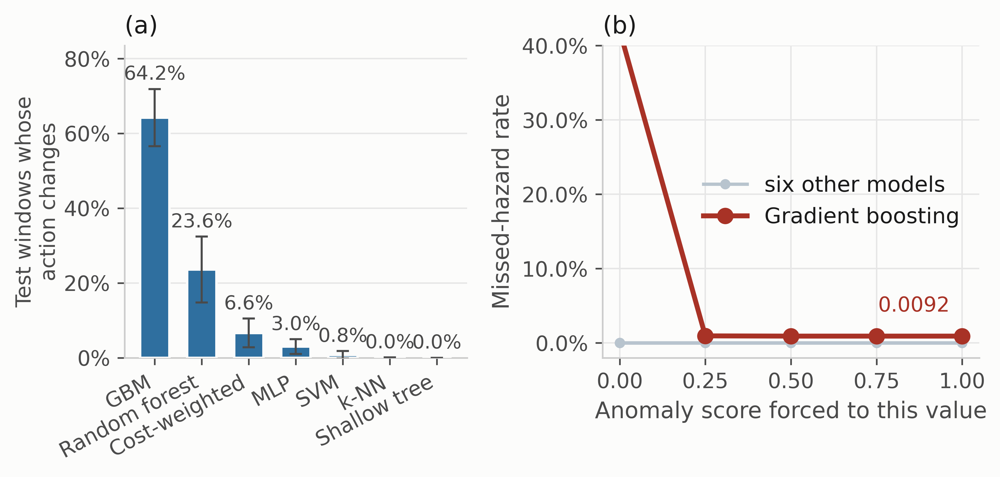 (a)
Test windows whose
action changes
80%
60%
40%
20%
0%
64.2%
23.6%
6.6%
3.0%
0.8%
0.0%
0.0%
GBM
Random forest
Cost-weighted
MLP
SVM
k-NN
Shallow tree
(b)
Missed-hazard rate
40.0%
30.0%
20.0%
10.0%
0.0%
six other models
Gradient boosting
0.0092
0.00
0.25
0.50
0.75
1.00
Anomaly score forced to this value